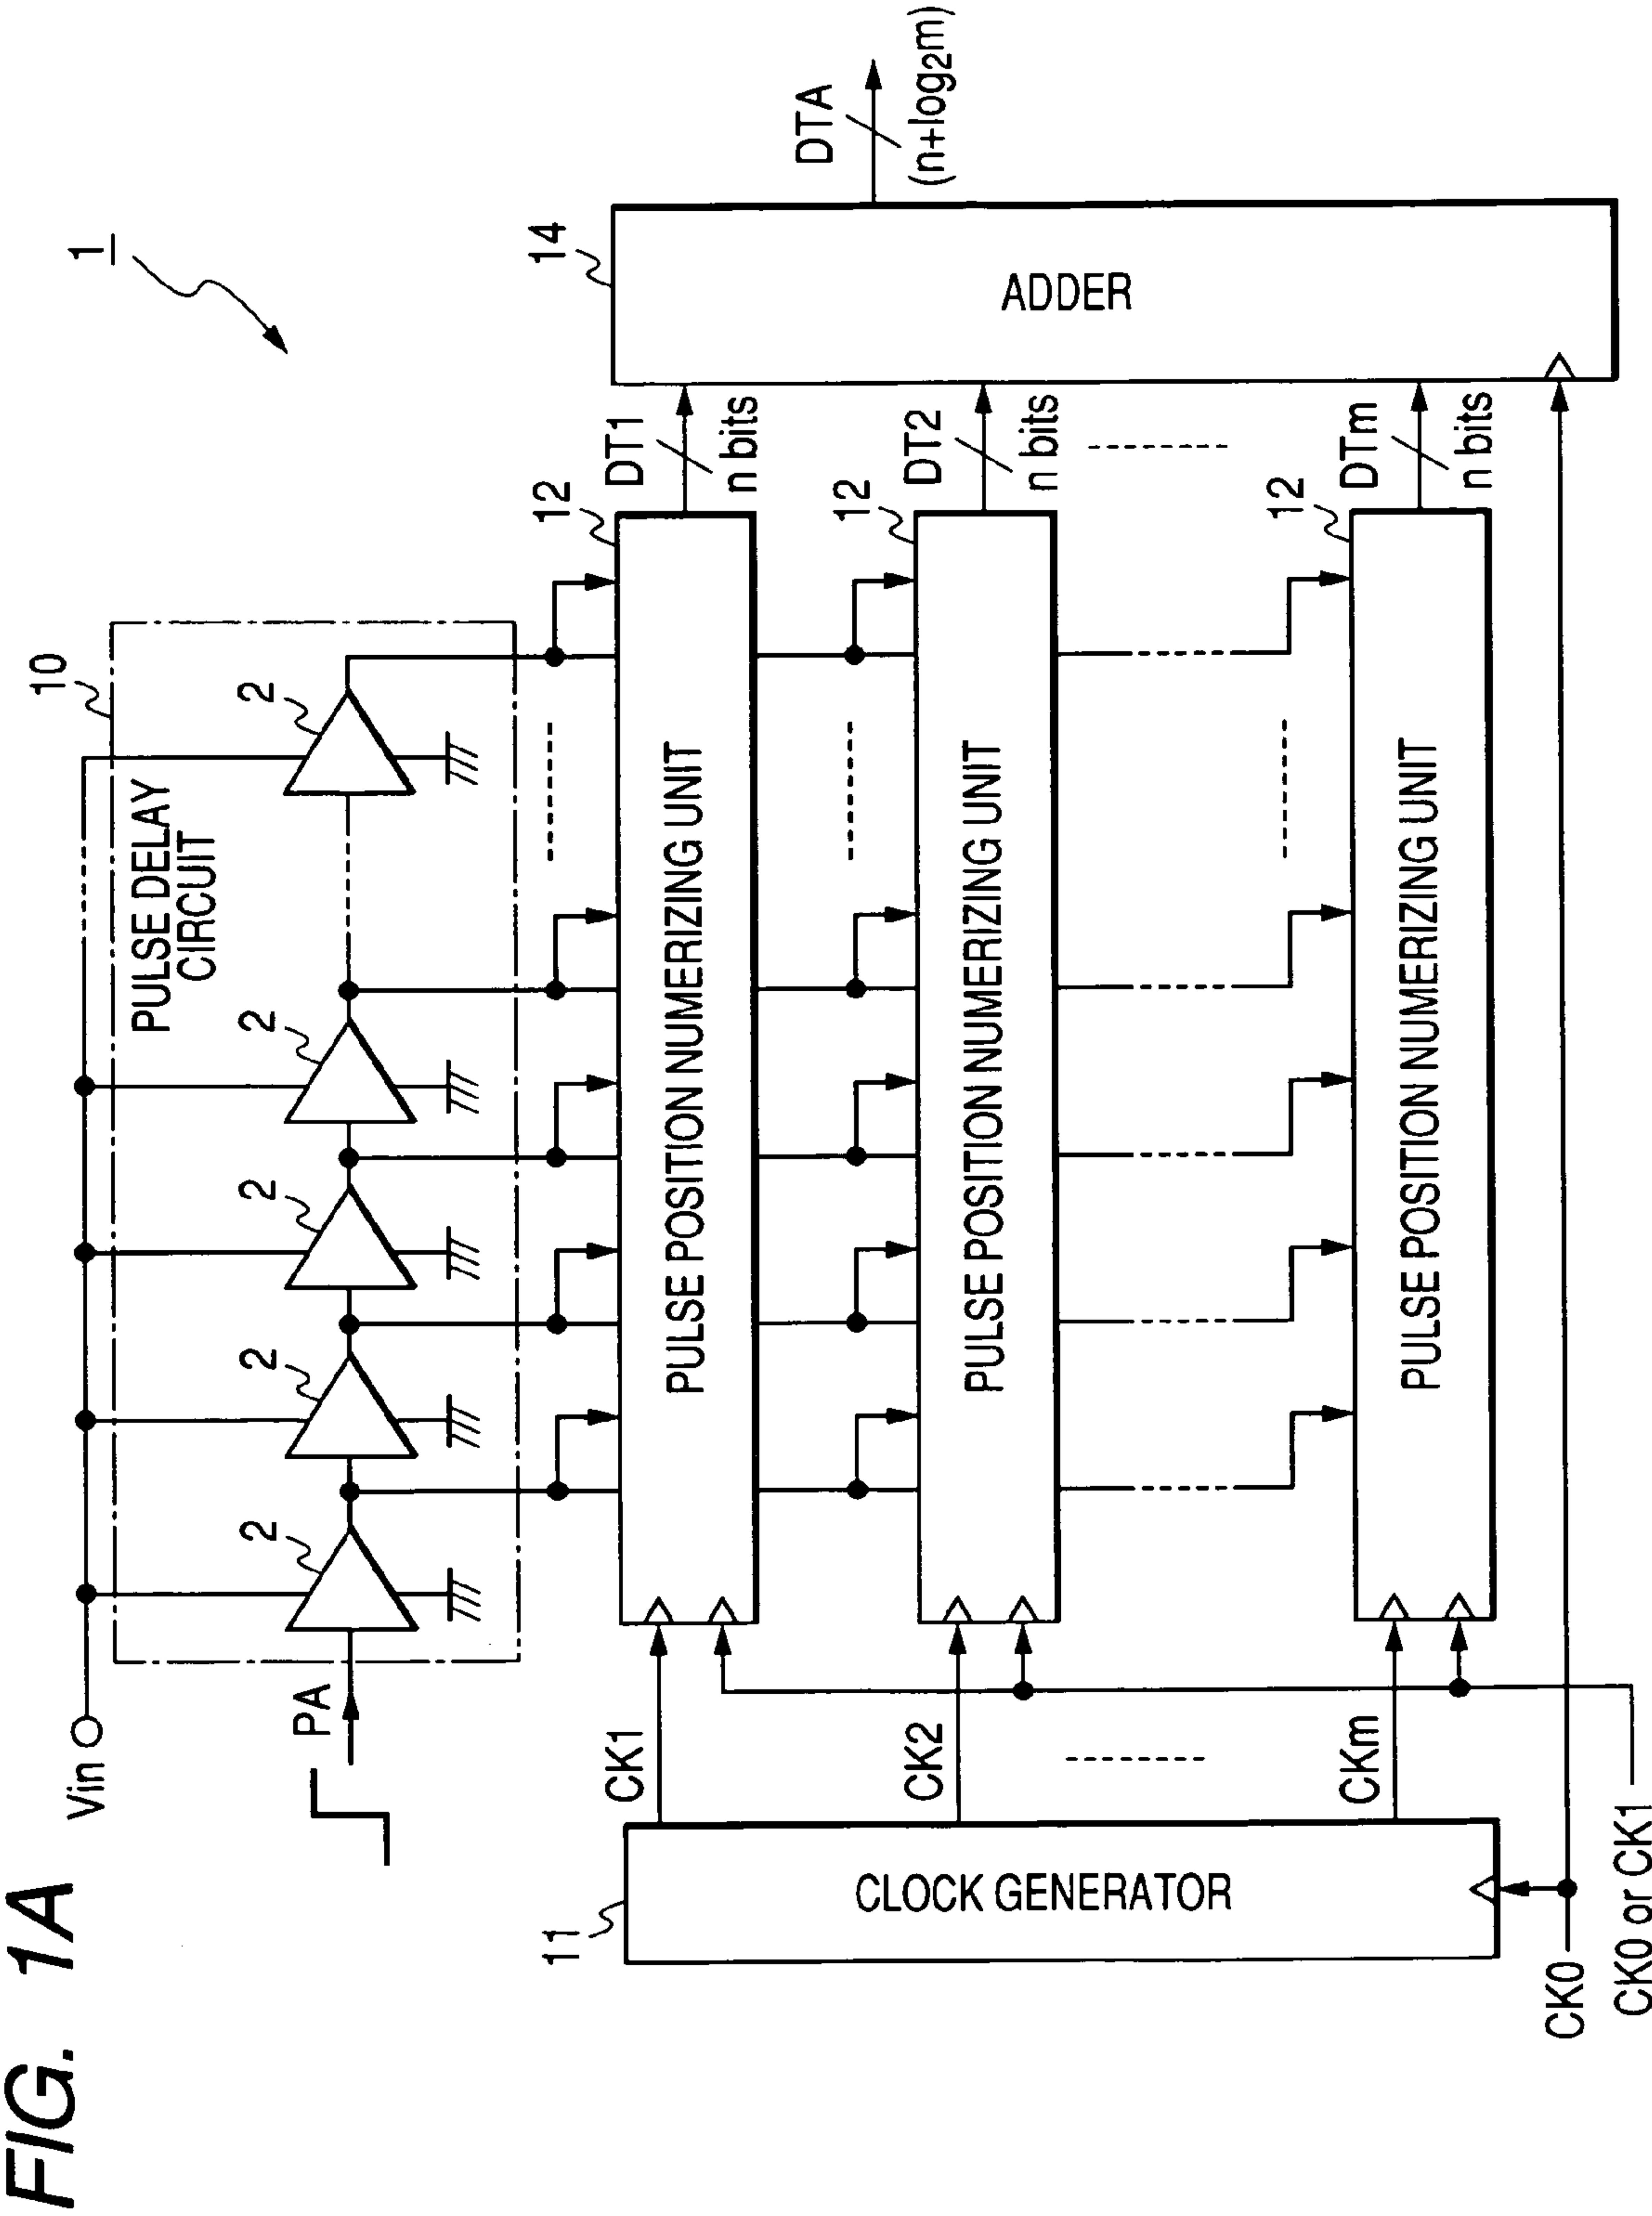 FIG. 1A
1
Vin
10
PULSE DELAY
CIRCUIT
2
2
2
2
2
PA
12
PULSE POSITION NUMERIZING UNIT
CK1
DT1
n bits
12
PULSE POSITION NUMERIZING UNIT
CK2
DT2
n bits
12
PULSE POSITION NUMERIZING UNIT
CKm
DTm
n bits
11
CLOCK GENERATOR
14
ADDER
DTA
(n+log2m)
CK0
CK0 or CK1